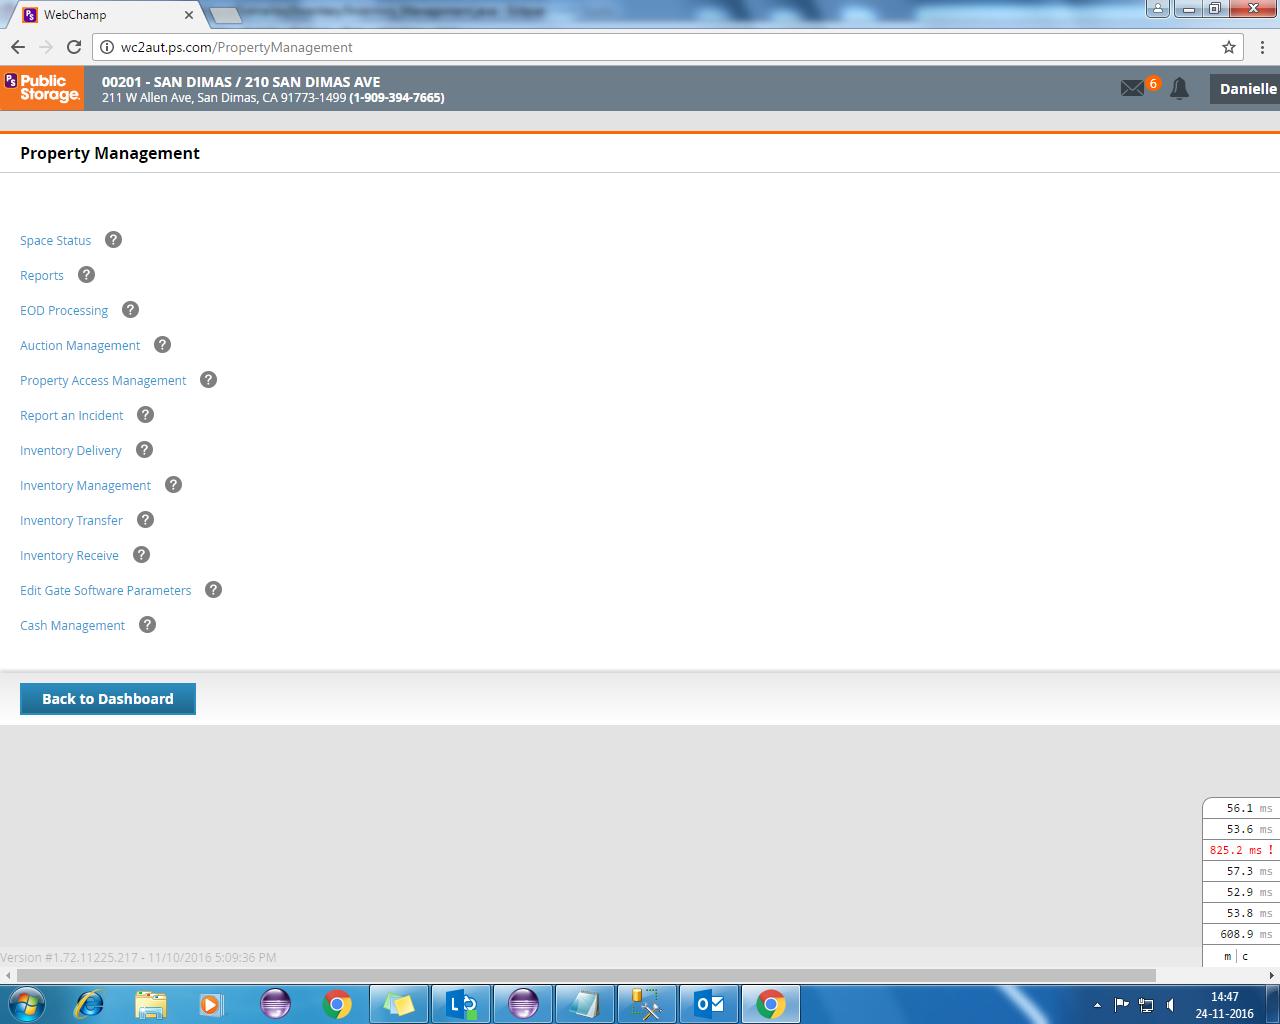 WebChamp
wc2aut.ps.com/PropertyManagement
PS Public Storage.
00201 - SAN DIMAS / 210 SAN DIMAS AVE
211 W Allen Ave, San Dimas, CA 91773-1499 (1-909-394-7665)
6
Danielle
Property Management
Space Status ?
Reports ?
EOD Processing ?
Auction Management ?
Property Access Management ?
Report an Incident ?
Inventory Delivery ?
Inventory Management ?
Inventory Transfer ?
Inventory Receive ?
Edit Gate Software Parameters ?
Cash Management ?
Back to Dashboard
56.1 ms
53.6 ms
825.2 ms !
57.3 ms
52.9 ms
53.8 ms
608.9 ms
m | c
Version #1.72.11225.217 - 11/10/2016 5:09:36 PM
14:47
24-11-2016